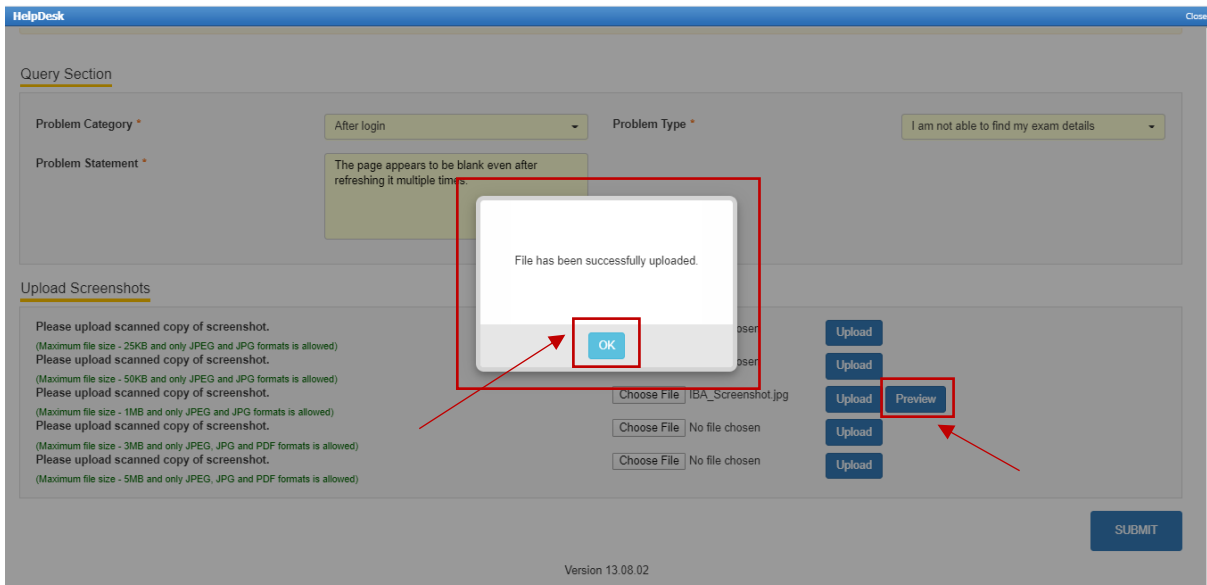 HelpDesk
Close
Query Section
Problem Category *
After login
Problem Type *
I am not able to find my exam details
Problem Statement *
The page appears to be blank even after
refreshing it multiple times.
File has been successfully uploaded.
OK
Upload Screenshots
Please upload scanned copy of screenshot.
Upload
(Maximum file size - 25KB and only JPEG and JPG formats is allowed)
Please upload scanned copy of screenshot.
Upload
(Maximum file size - 50KB and only JPEG and JPG formats is allowed)
Please upload scanned copy of screenshot.
Choose File IBA_Screenshot.jpg
Upload
Preview
(Maximum file size - 1MB and only JPEG and JPG formats is allowed)
Please upload scanned copy of screenshot.
Choose File No file chosen
Upload
(Maximum file size - 3MB and only JPEG, JPG and PDF formats is allowed)
Please upload scanned copy of screenshot.
Choose File No file chosen
Upload
(Maximum file size - 5MB and only JPEG, JPG and PDF formats is allowed)
SUBMIT
Version 13.08.02